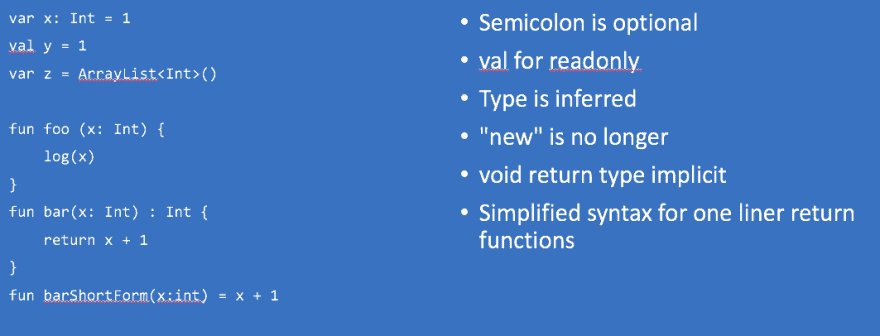 var x: Int = 1
val y = 1
var z = ArrayList<Int>()
fun foo (x: Int) {
log(x)
}
fun bar(x: Int) : Int {
return x + 1
}
fun barShortForm(x:int) = x + 1
• Semicolon is optional
• val for readonly
• Type is inferred
• "new" is no longer
• void return type implicit
• Simplified syntax for one liner return
functions